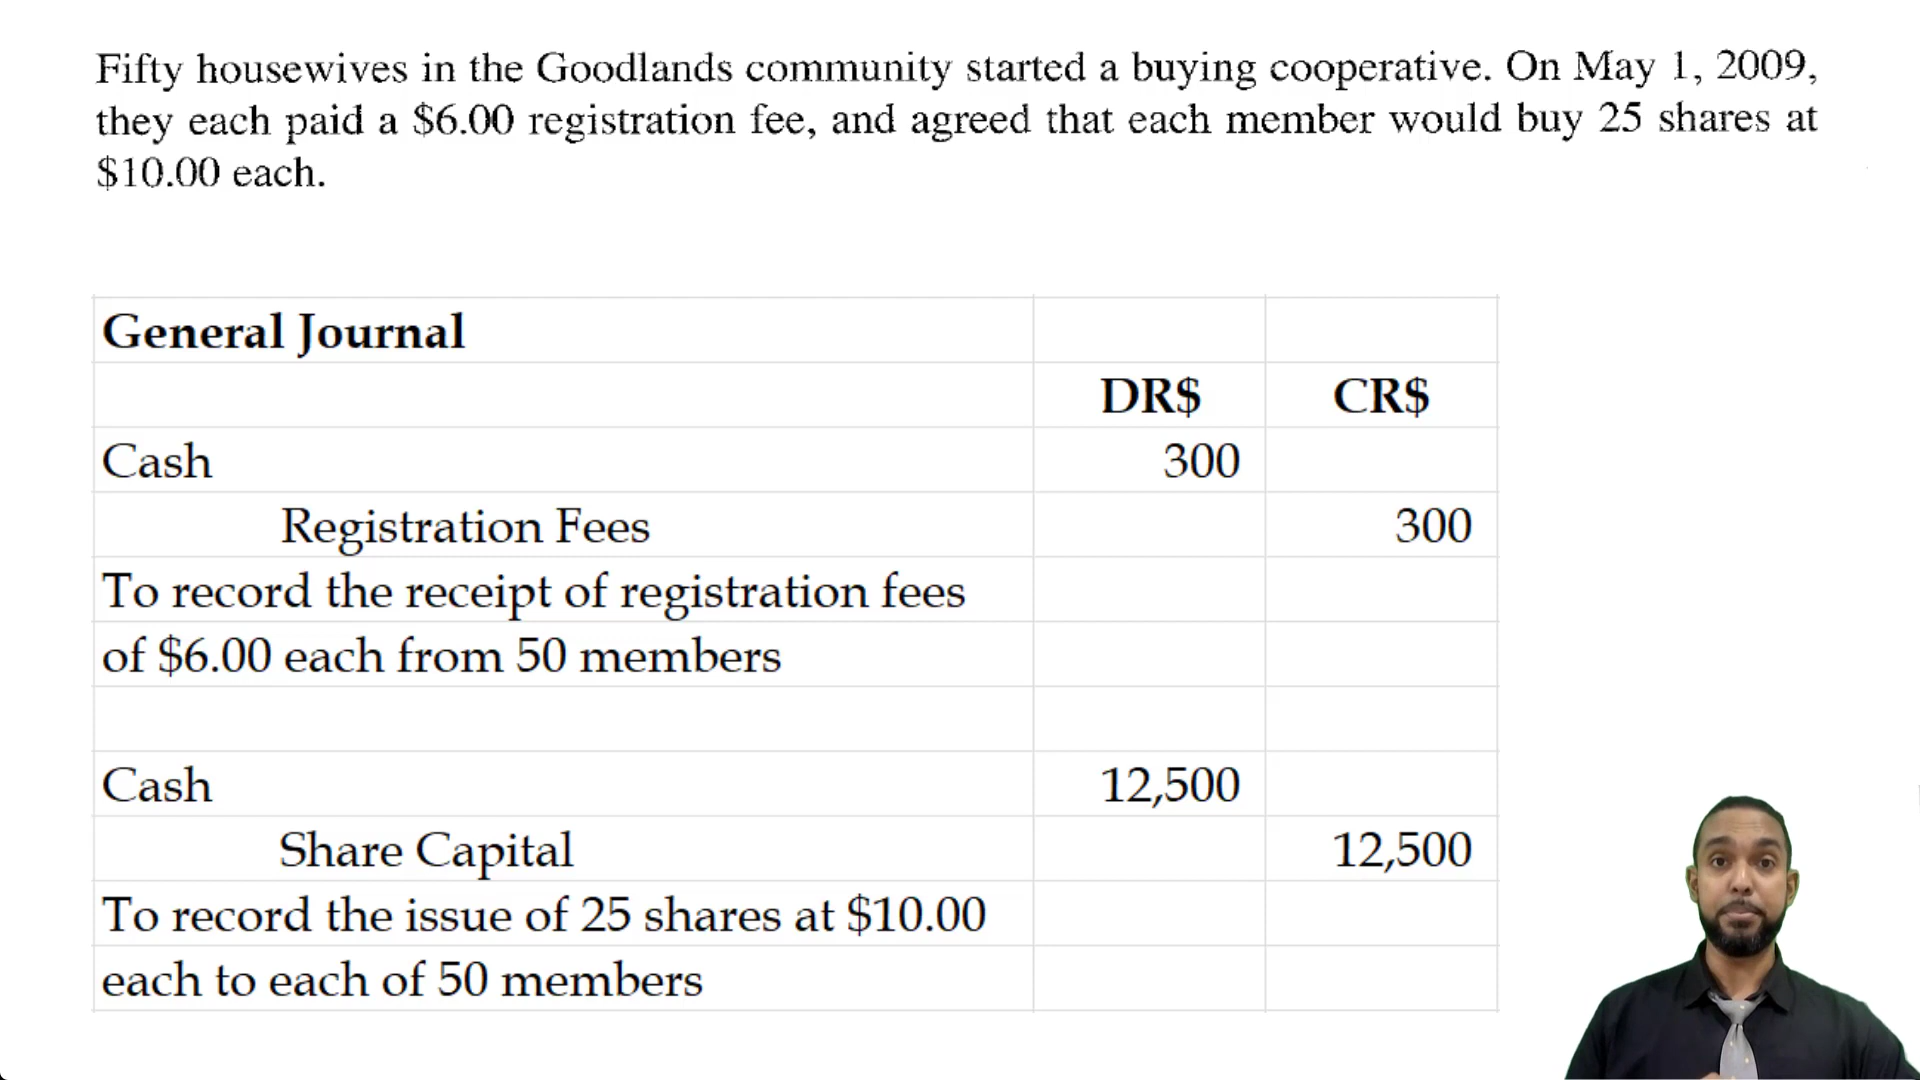 Fifty housewives in the Goodlands community started a buying cooperative. On May 1, 2009,
they each paid a $6.00 registration fee, and agreed that each member would buy 25 shares at
$10.00 each.
General Journal
DR$ CR$
Cash 300
Registration Fees 300
To record the receipt of registration fees
of $6.00 each from 50 members
Cash 12,500
Share Capital 12,500
To record the issue of 25 shares at $10.00
each to each of 50 members